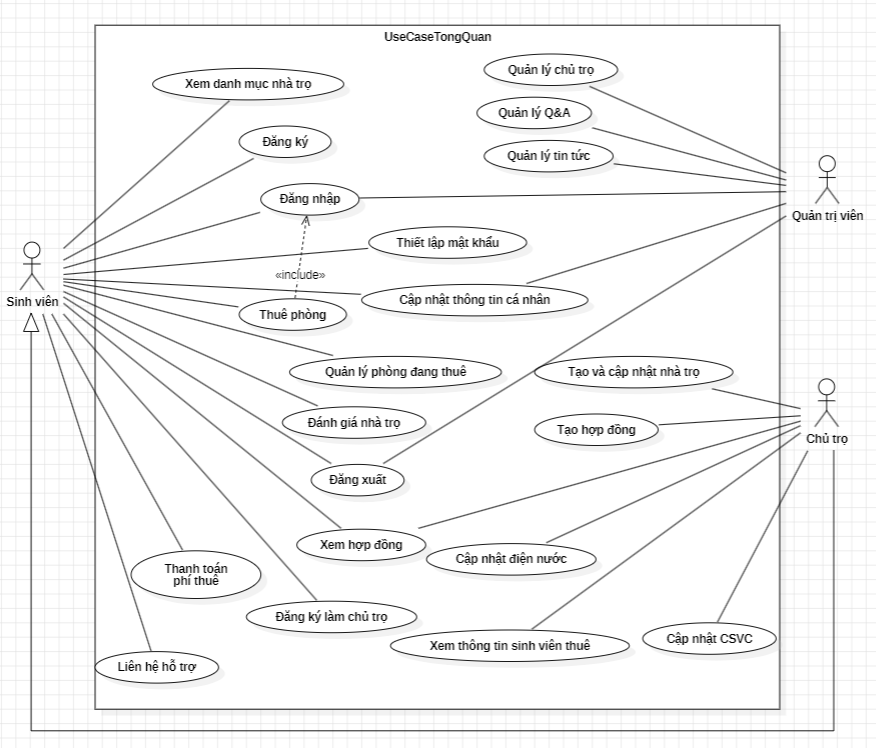 UseCaseTongQuan
Xem danh mục nhà trọ
Quản lý chủ trọ
Quản lý Q&A
Đăng ký
Quản lý tin tức
Đăng nhập
Quản trị viên
Thiết lập mật khẩu
«include»
Sinh viên
Cập nhật thông tin cá nhân
Thuê phòng
Quản lý phòng đang thuê
Tạo và cập nhật nhà trọ
Đánh giá nhà trọ
Tạo hợp đồng
Chủ trọ
Đăng xuất
Xem hợp đồng
Cập nhật điện nước
Thanh toán
phí thuê
Đăng ký làm chủ trọ
Xem thông tin sinh viên thuê
Cập nhật CSVC
Liên hệ hỗ trợ